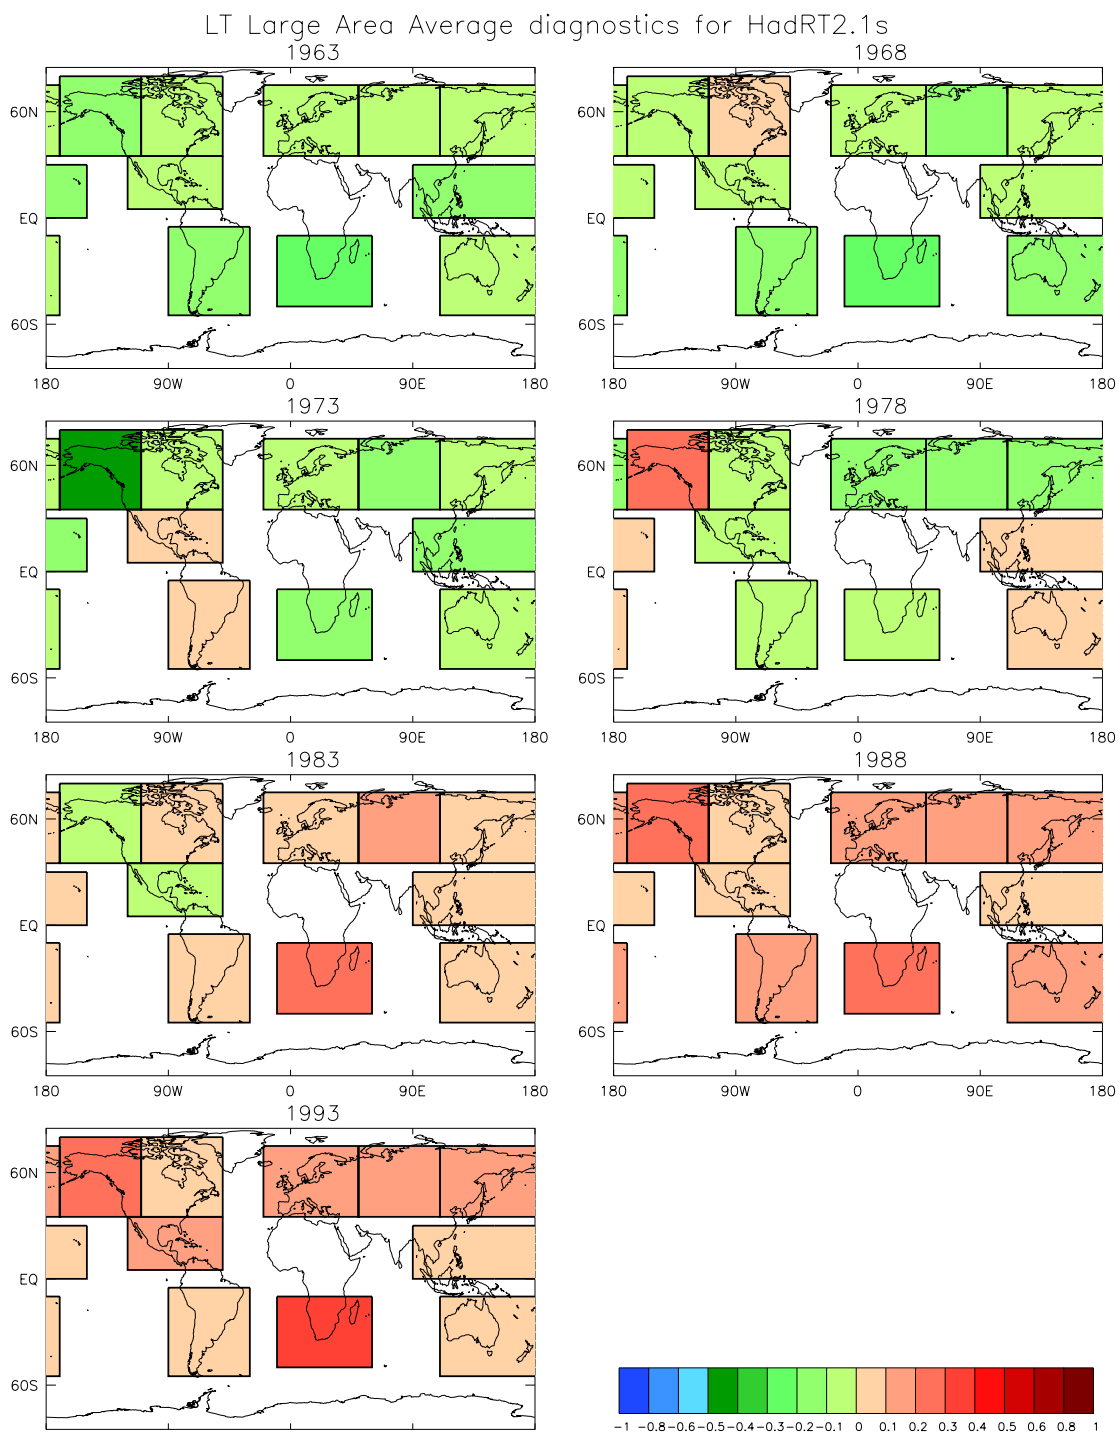 LT Large Area Average diagnostics for HadRT2.1s
1963 1968
60N 60N
EQ EQ
60S 60S
180 90W 0 90E 180 180 90W 0 90E 180
1973 1978
60N 60N
EQ EQ
60S 60S
180 90W 0 90E 180 180 90W 0 90E 180
1983 1988
60N 60N
EQ EQ
60S 60S
180 90W 0 90E 180 180 90W 0 90E 180
1993
60N
EQ
60S
-1 -0.8 -0.6 -0.5 -0.4 -0.3 -0.2 -0.1 0 0.1 0.2 0.3 0.4 0.5 0.6 0.8 1